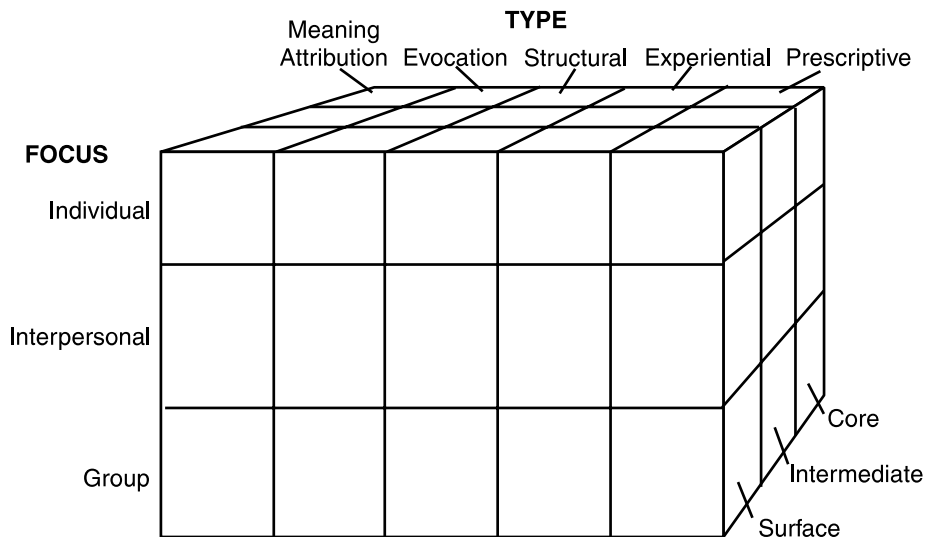 TYPE
Meaning
Attribution Evocation Structural Experiential Prescriptive
FOCUS
Individual
Interpersonal
Group
Core
Intermediate
Surface